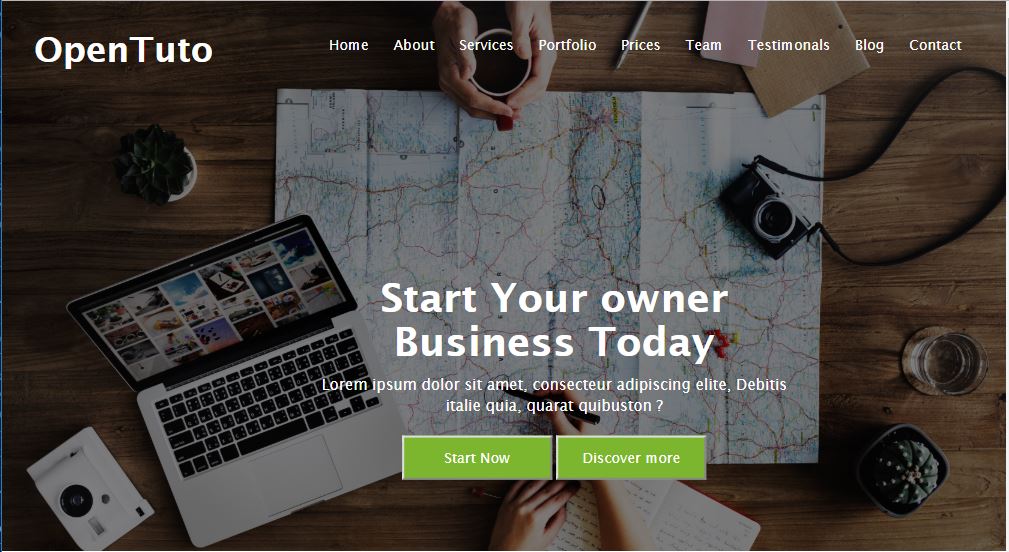 OpenTuto
Home About Services Portfolio Prices Team Testimonals Blog Contact
Start Your owner
Business Today
Lorem ipsum dolor sit amet, consecteur adipiscing elite, Debitis
italie quia, quarat quibuston ?
Start Now Discover more